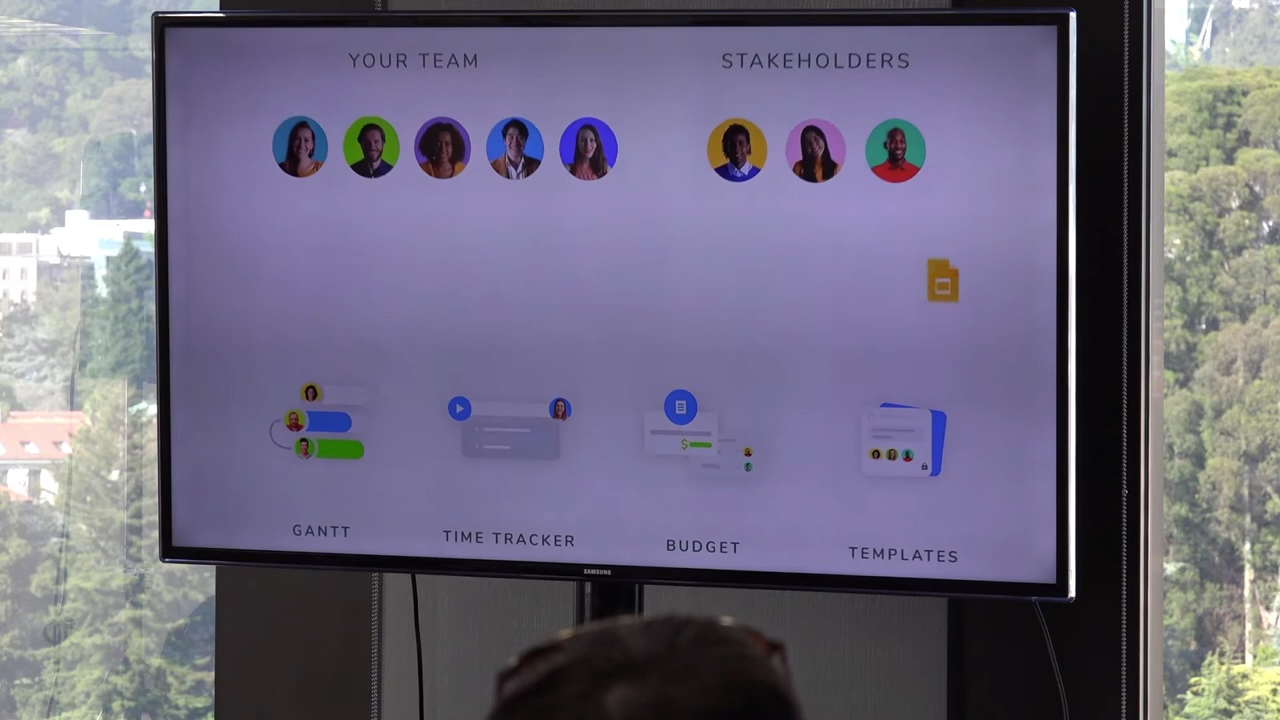 YOUR TEAM
STAKEHOLDERS
$
GANTT
TIME TRACKER
BUDGET
TEMPLATES
SAMSUNG